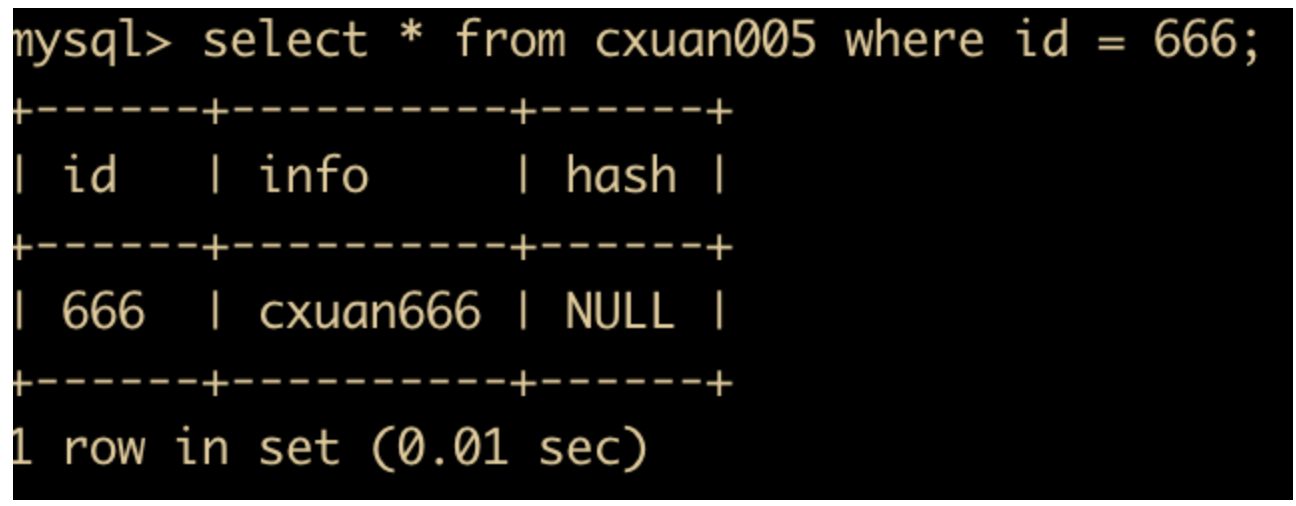 mysql> select * from cxuan005 where id = 666;
+------+----------+------+
| id   | info     | hash |
+------+----------+------+
| 666  | cxuan666 | NULL |
+------+----------+------+
1 row in set (0.01 sec)